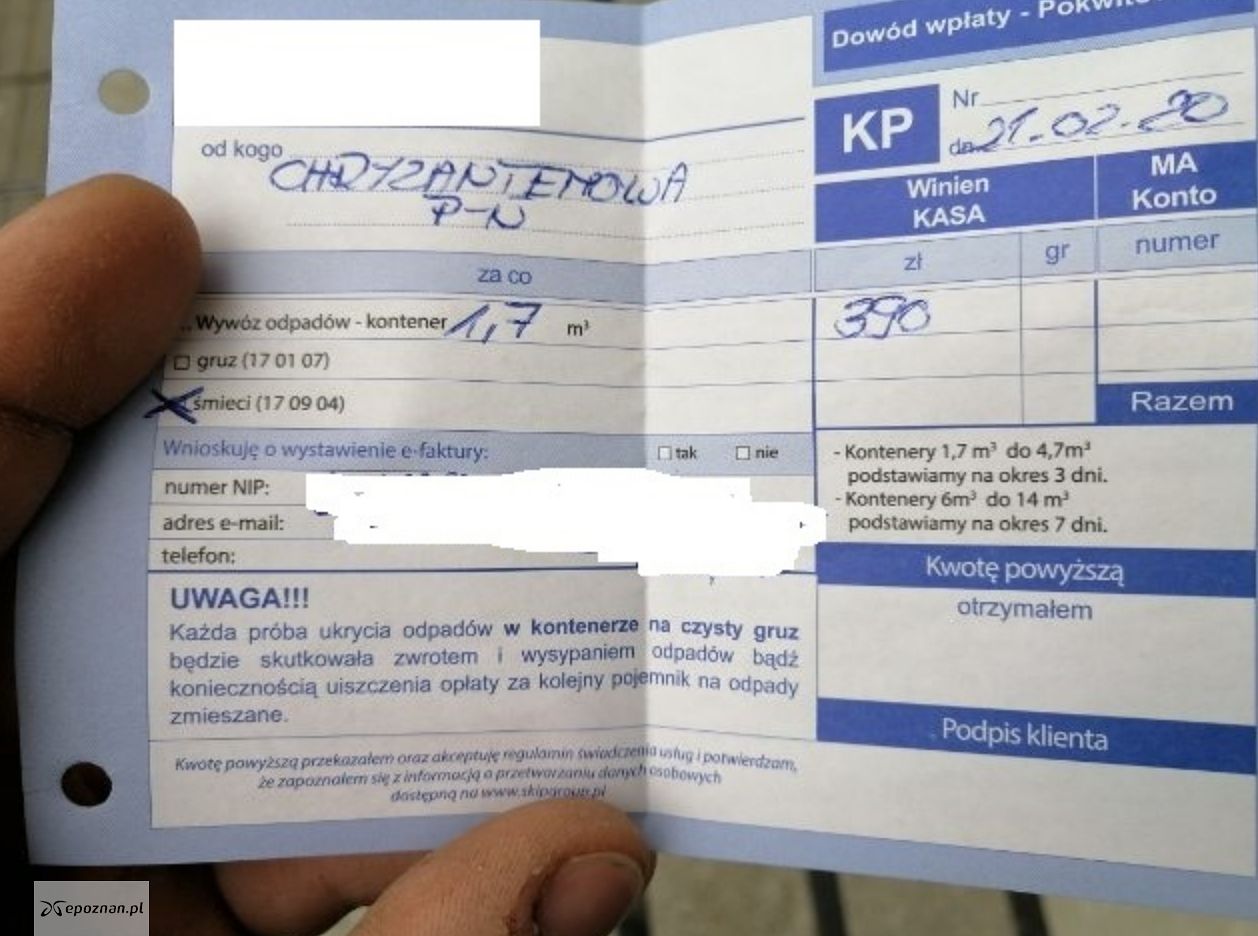 Dowód wpłaty - Pokwito
KP
Nr
dn. 21.02.20
od kogo CHRYZANTEMOWA
P-N
Winien
KASA
MA
Konto
za co
zł
gr
numer
Wywóz odpadów - kontener 1,7 m³
390
gruz (17 01 07)
śmieci (17 09 04)
Razem
Wnioskuję o wystawienie e-faktury: tak nie
numer NIP:
adres e-mail:
telefon:
- Kontenery 1,7 m³ do 4,7m³
podstawiamy na okres 3 dni.
- Kontenery 6m³ do 14 m³
podstawiamy na okres 7 dni.
Kwotę powyższą
otrzymałem
UWAGA!!!
Każda próba ukrycia odpadów w kontenerze na czysty gruz
będzie skutkowała zwrotem i wysypaniem odpadów bądź
koniecznością uiszczenia opłaty za kolejny pojemnik na odpady
zmieszane.
Podpis klienta
Kwotę powyższą przekazałem oraz akceptuję regulamin świadczenia usług i potwierdzam,
że zapoznałem się z informacją o przetwarzaniu danych osobowych
dostępną na www.skipgroup.pl
epoznan.pl